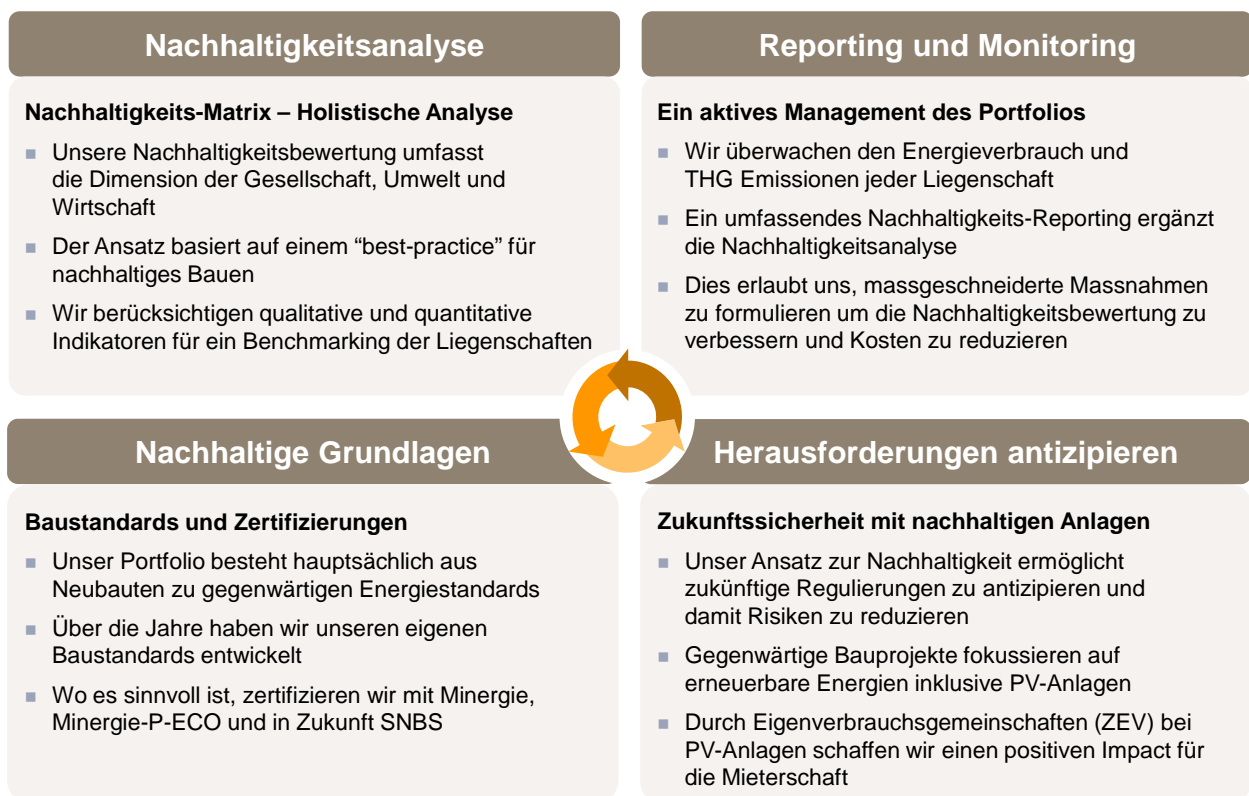 Nachhaltigkeitsanalyse
Nachhaltigkeits-Matrix – Holistische Analyse
Unsere Nachhaltigkeitsbewertung umfasst
die Dimension der Gesellschaft, Umwelt und
Wirtschaft
Der Ansatz basiert auf einem “best-practice” für
nachhaltiges Bauen
Wir berücksichtigen qualitative und quantitative
Indikatoren für ein Benchmarking der Liegenschaften
Reporting und Monitoring
Ein aktives Management des Portfolios
Wir überwachen den Energieverbrauch und
THG Emissionen jeder Liegenschaft
Ein umfassendes Nachhaltigkeits-Reporting ergänzt
die Nachhaltigkeitsanalyse
Dies erlaubt uns, massgeschneiderte Massnahmen
zu formulieren um die Nachhaltigkeitsbewertung zu
verbessern und Kosten zu reduzieren
Nachhaltige Grundlagen
Baustandards und Zertifizierungen
Unser Portfolio besteht hauptsächlich aus
Neubauten zu gegenwärtigen Energiestandards
Über die Jahre haben wir unseren eigenen
Baustandards entwickelt
Wo es sinnvoll ist, zertifizieren wir mit Minergie,
Minergie-P-ECO und in Zukunft SNBS
Herausforderungen antizipieren
Zukunftssicherheit mit nachhaltigen Anlagen
Unser Ansatz zur Nachhaltigkeit ermöglicht
zukünftige Regulierungen zu antizipieren und
damit Risiken zu reduzieren
Gegenwärtige Bauprojekte fokussieren auf
erneuerbare Energien inklusive PV-Anlagen
Durch Eigenverbrauchsgemeinschaften (ZEV) bei
PV-Anlagen schaffen wir einen positiven Impact für
die Mieterschaft